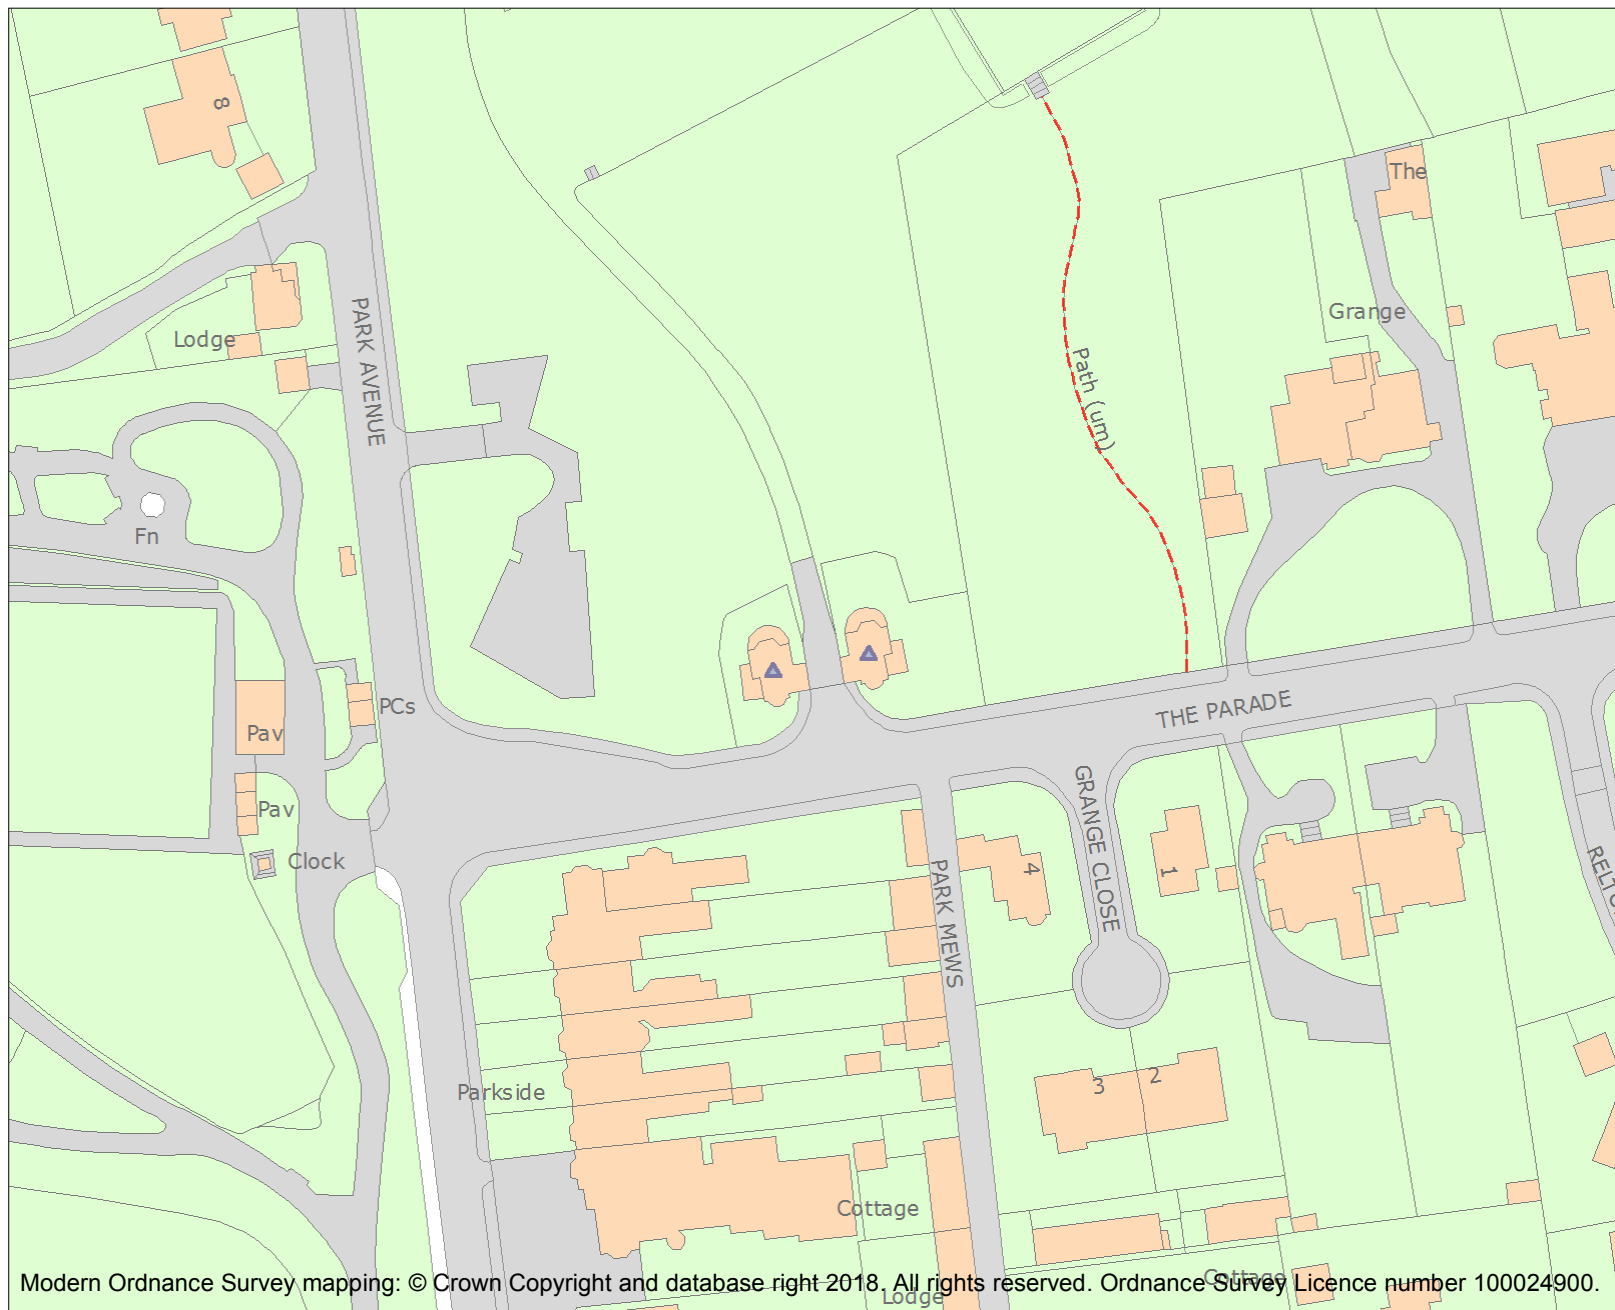 8
The
Lodge
PARK AVENUE
Grange
Path (um)
Fn
PCs
Pav
THE PARADE
Pav
Clock
GRANGE CLOSE
PARK MEWS
4
1
Parkside
3
2
Cottage
Cottage
Lodge
Modern Ordnance Survey mapping: © Crown Copyright and database right 2018. All rights reserved. Ordnance Survey Licence number 100024900.